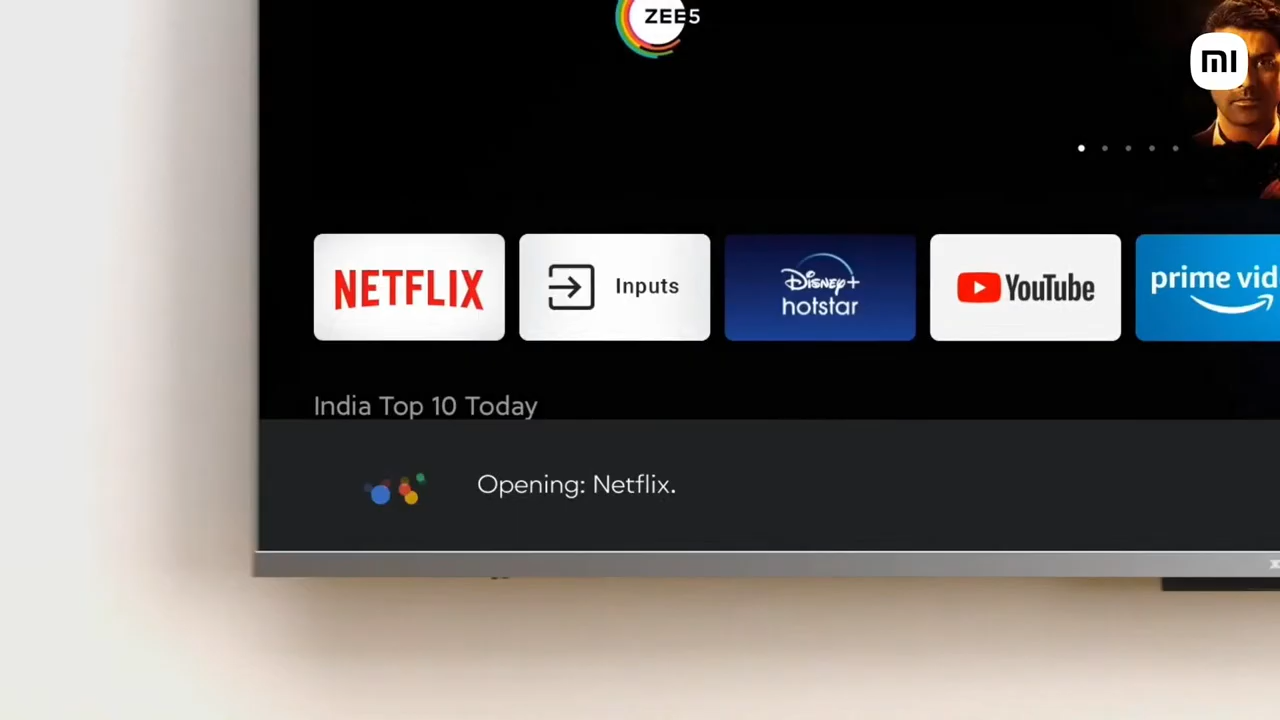 ZEE5
mi
NETFLIX
Inputs
Disney+
hotstar
YouTube
prime vid
India Top 10 Today
Opening: Netflix.